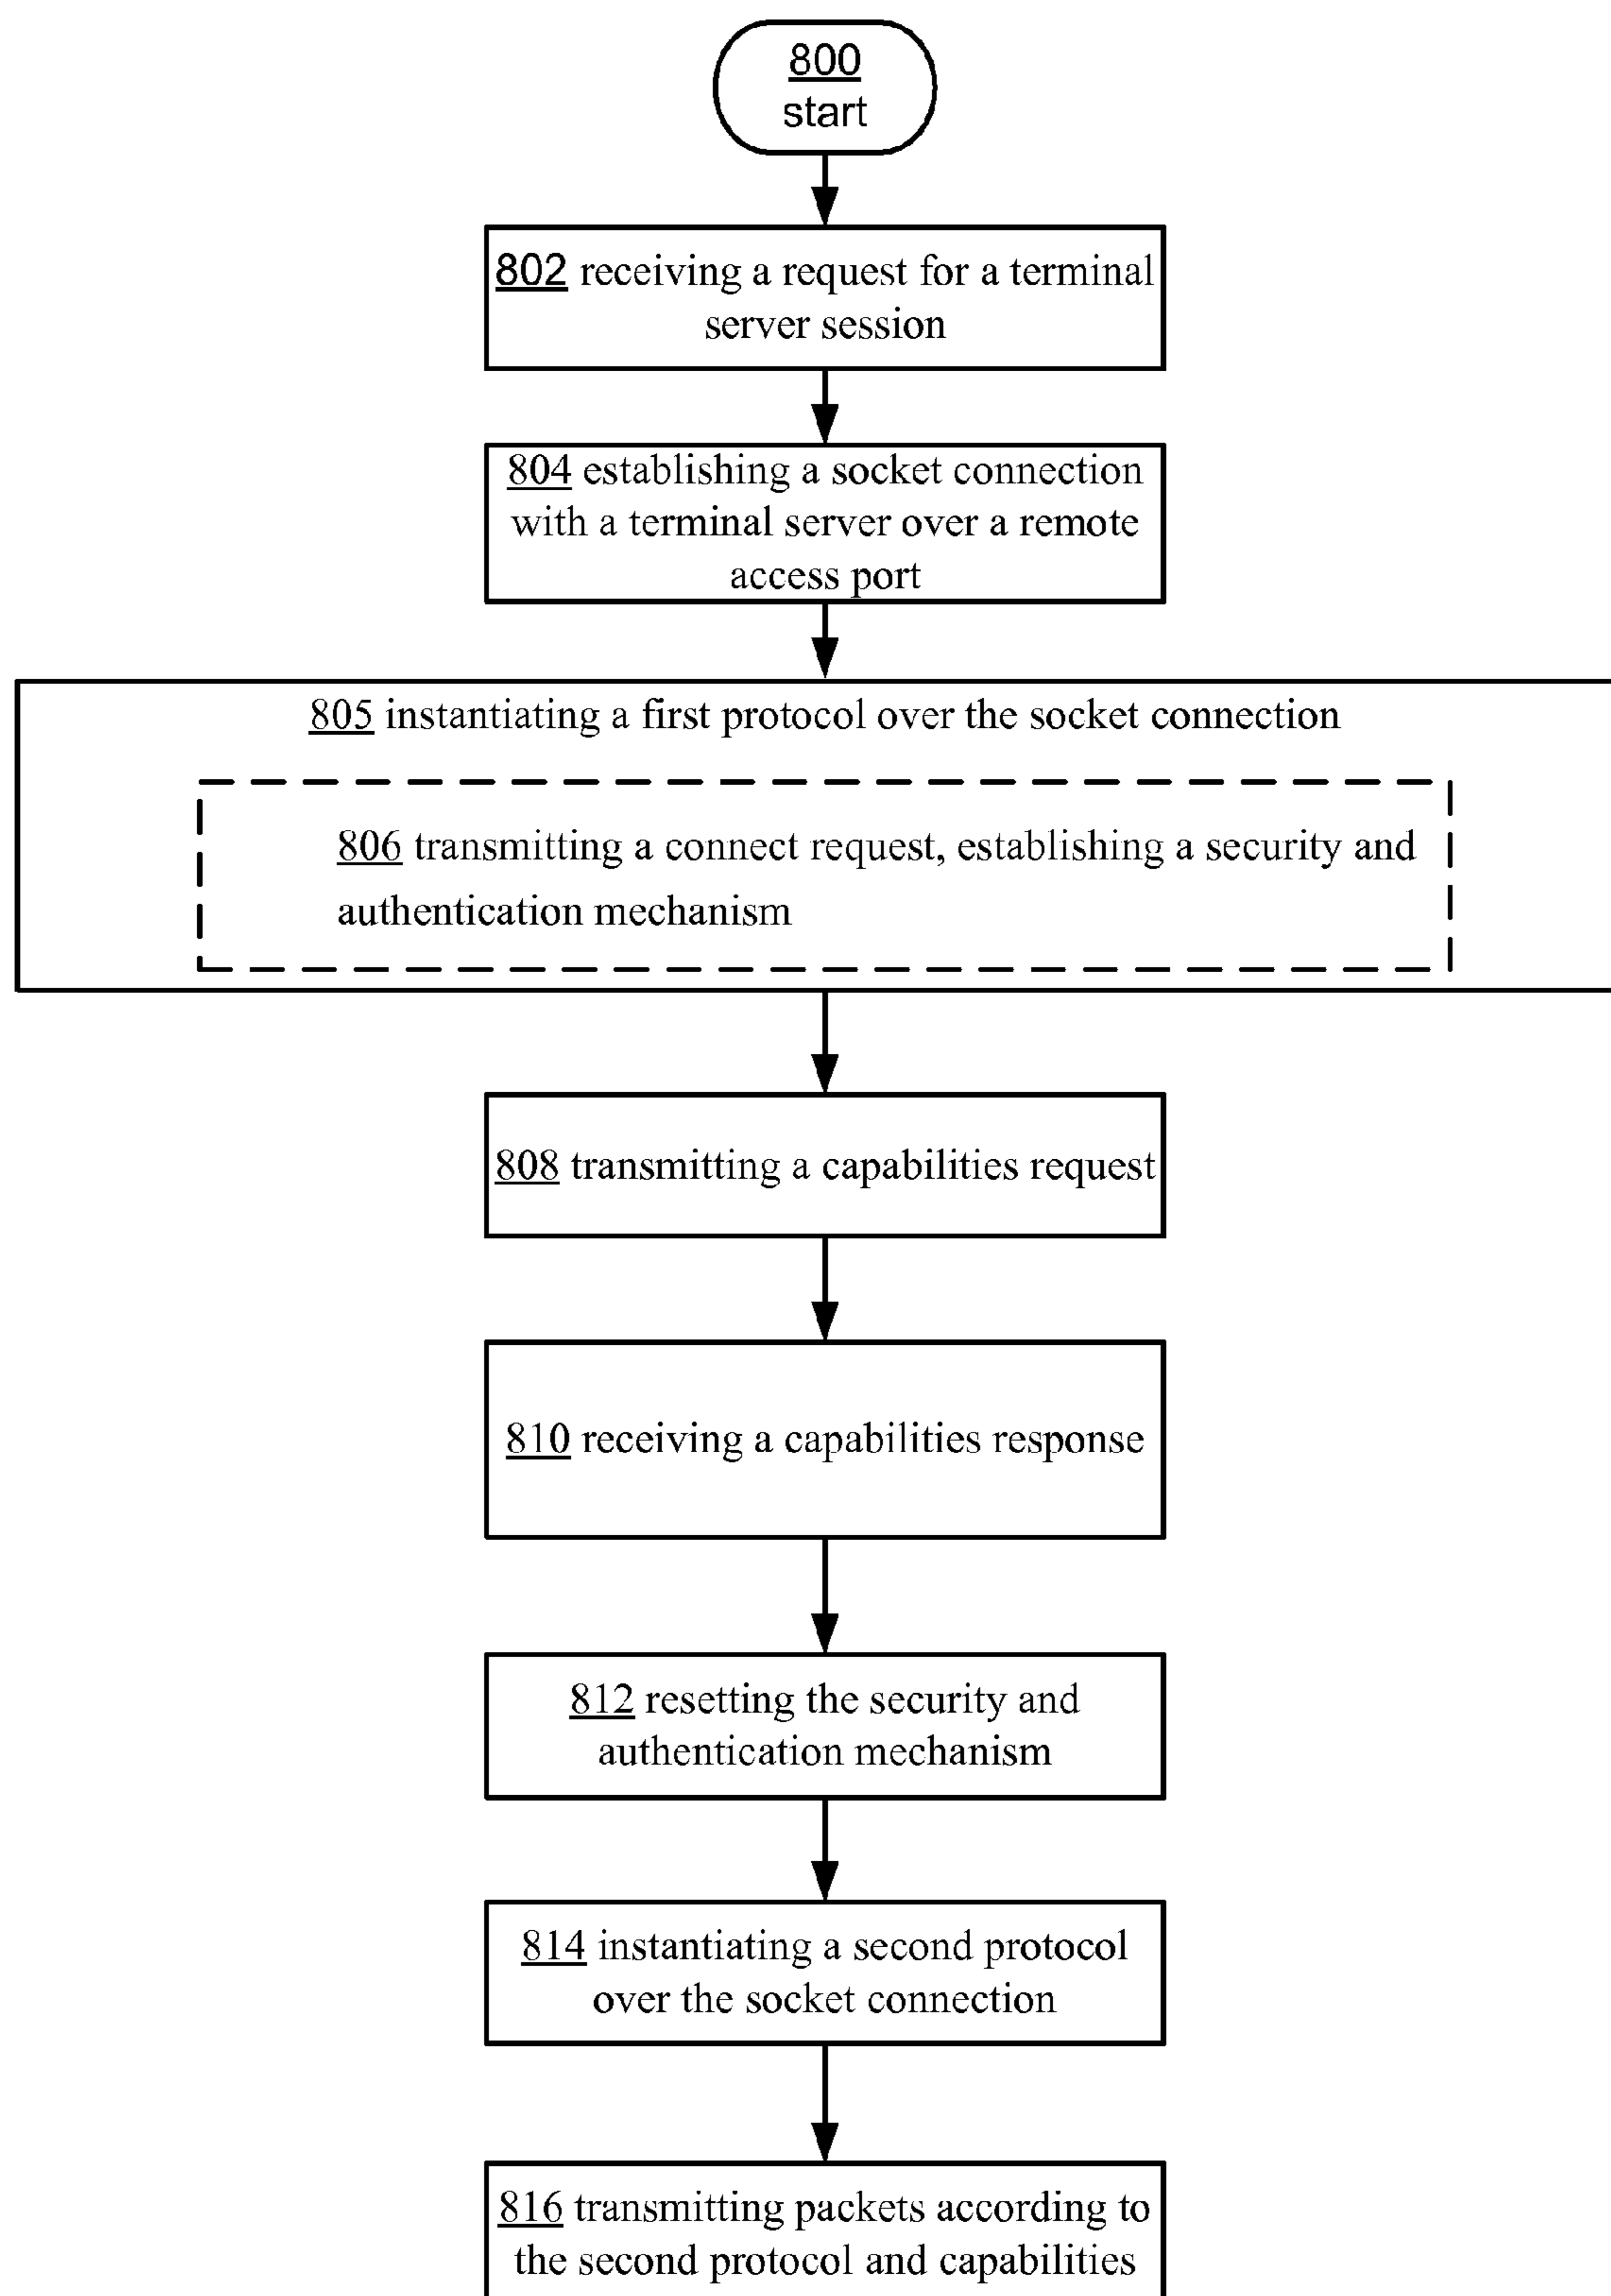 800
start
802 receiving a request for a terminal
server session
804 establishing a socket connection
with a terminal server over a remote
access port
805 instantiating a first protocol over the socket connection
806 transmitting a connect request, establishing a security and
authentication mechanism
808 transmitting a capabilities request
810 receiving a capabilities response
812 resetting the security and
authentication mechanism
814 instantiating a second protocol
over the socket connection
816 transmitting packets according to
the second protocol and capabilities